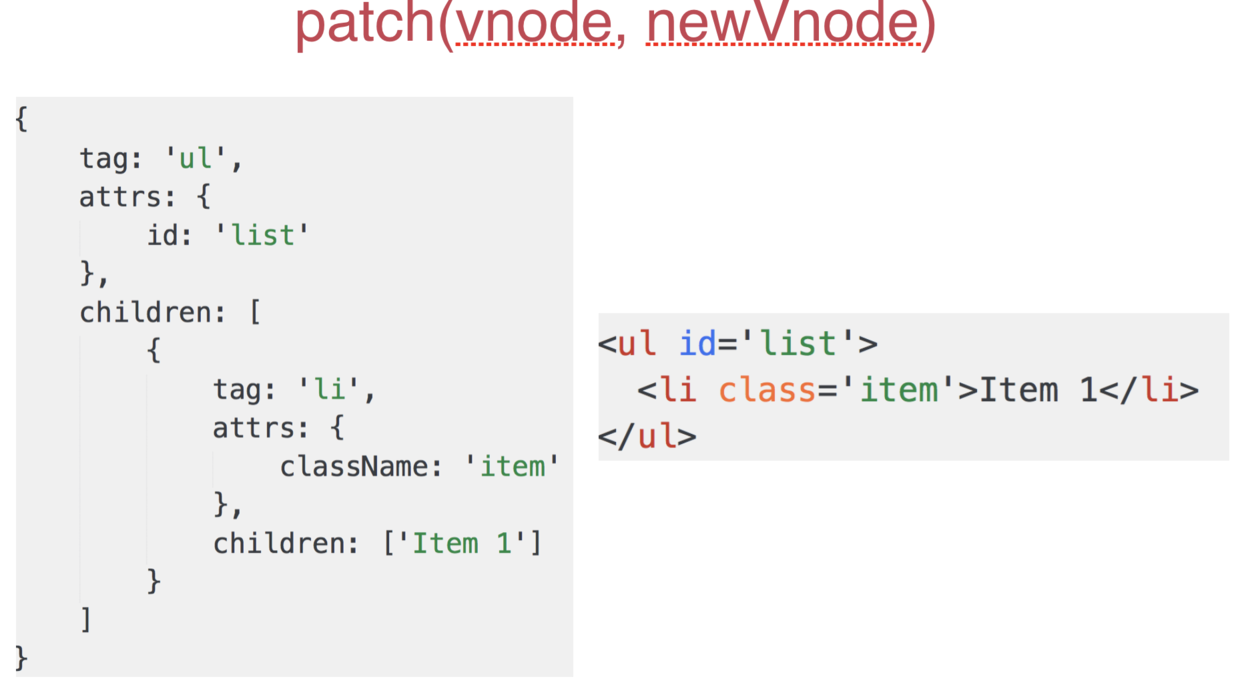 patch(vnode, newVnode)
{
    tag: 'ul',
    attrs: {
        id: 'list'
    },
    children: [
        {
            tag: 'li',
            attrs: {
                className: 'item'
            },
            children: ['Item 1']
        }
    ]
}
<ul id='list'>
  <li class='item'>Item 1</li>
</ul>